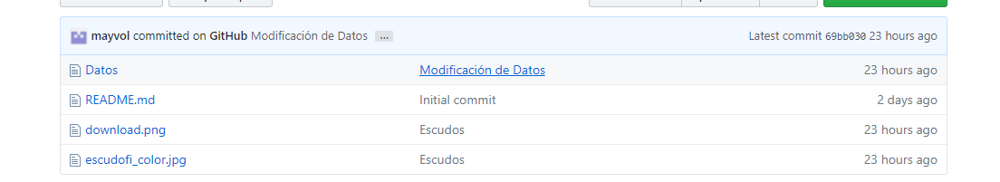 mayvol committed on GitHub Modificación de Datos ... Latest commit 69bb030 23 hours ago
Datos Modificación de Datos 23 hours ago
README.md Initial commit 2 days ago
download.png Escudos 23 hours ago
escudofi_color.jpg Escudos 23 hours ago